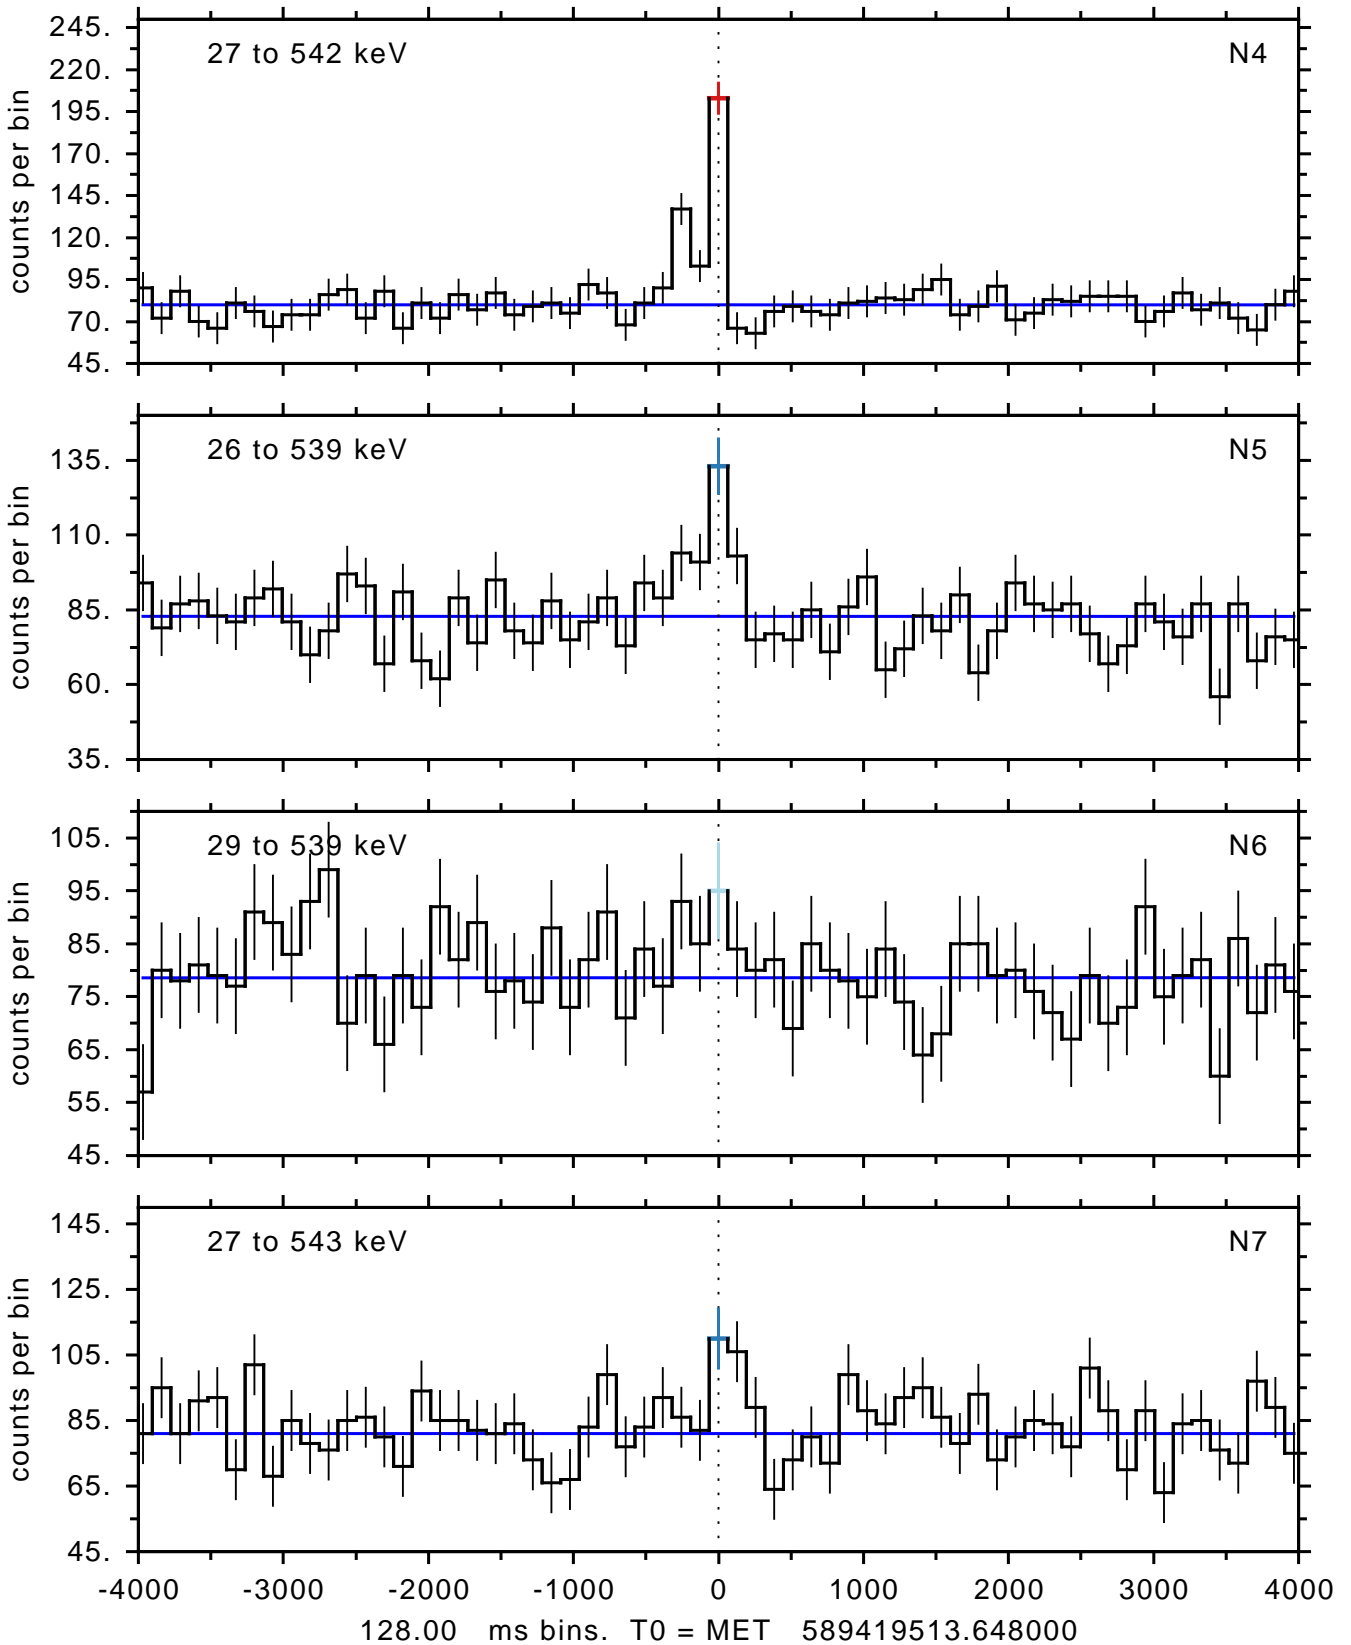 27 to 542 keV N4
counts per bin
245.
220.
195.
170.
145.
120.
95.
70.
45.
26 to 539 keV N5
counts per bin
135.
110.
85.
60.
35.
29 to 539 keV N6
counts per bin
105.
95.
85.
75.
65.
55.
45.
27 to 543 keV N7
counts per bin
145.
125.
105.
85.
65.
45.
-4000 -3000 -2000 -1000 0 1000 2000 3000 4000
128.00 ms bins. T0 = MET 589419513.648000